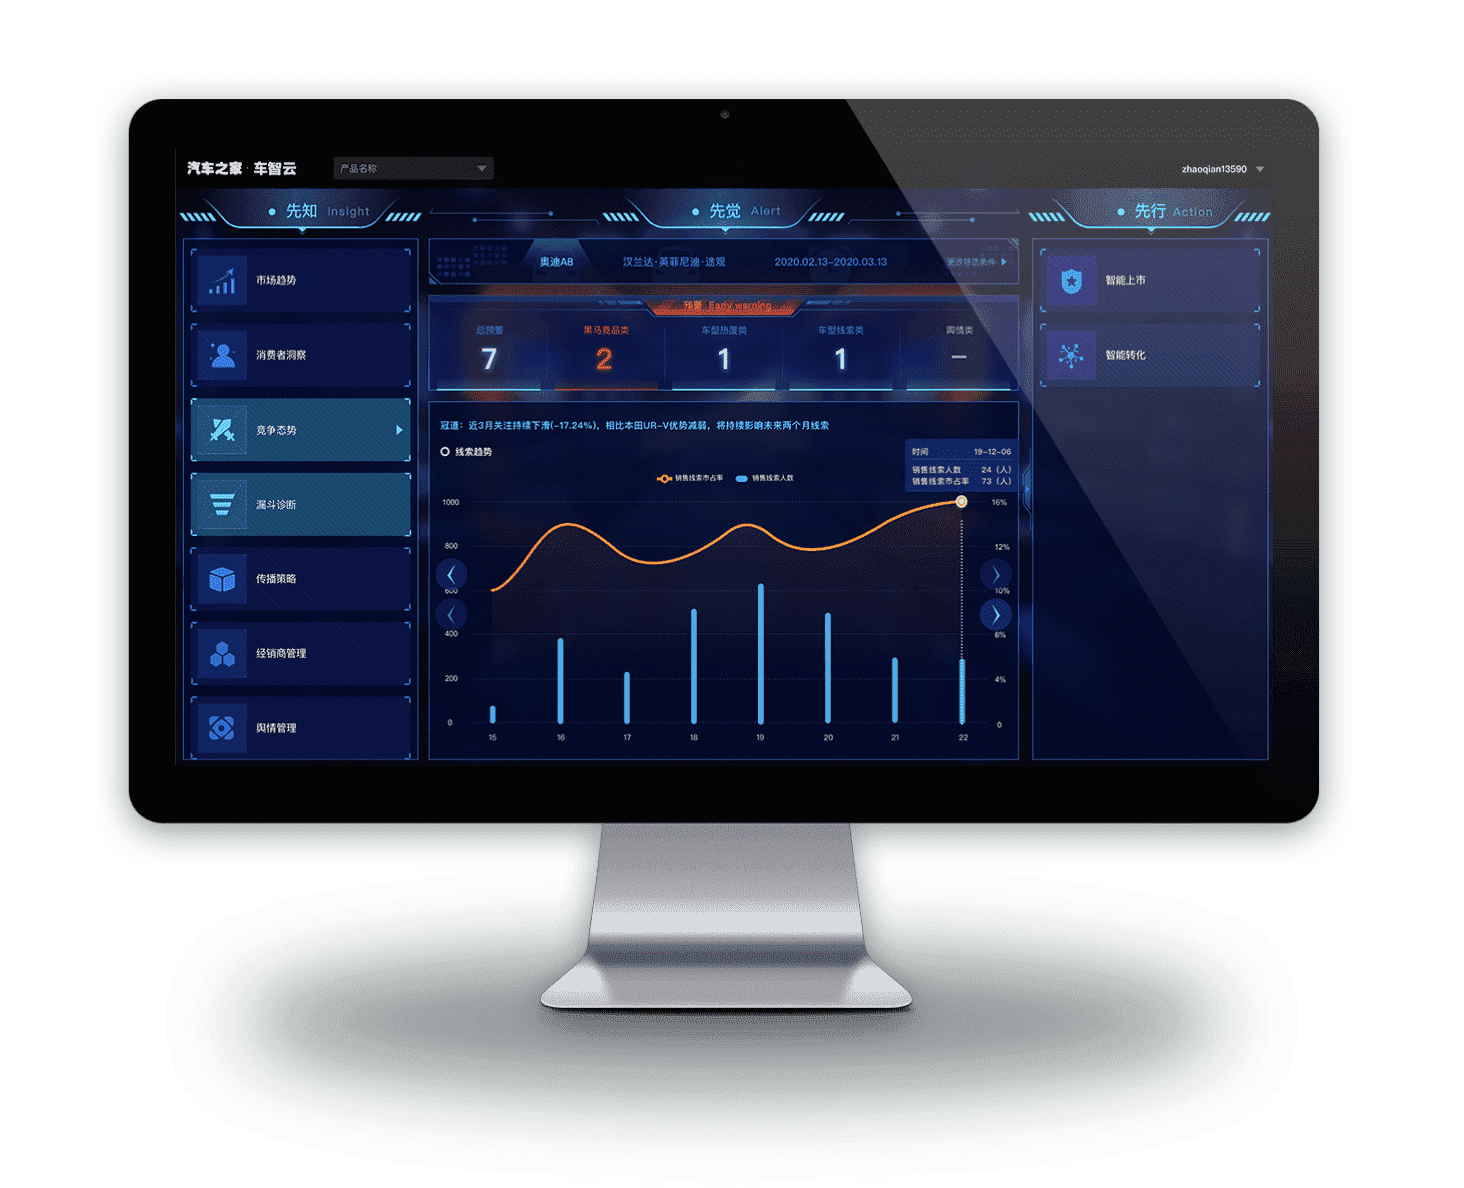 汽车之家·车智云
产品名称
zhaoqian13590
先知 Insight
先觉 Alert
先行 Action
市场趋势
消费者洞察
竞争态势
漏斗诊断
传播策略
经销商管理
舆情管理
奥迪A8
汉兰达·英菲尼迪·途观
2020.02.13-2020.03.13
更改筛选条件
预警 Early warning
总预警
7
黑马竞品类
2
车型热度类
1
车型线索类
1
舆情类
—
冠道：近3月关注持续下滑(-17.24%)，相比本田UR-V优势减弱，将持续影响未来两个月线索
线索趋势
时间 19-12-06
销售线索人数 24（人）
销售线索市占率 73（人）
销售线索市占率 销售线索人数
1000
800
600
400
200
0
16%
12%
10%
6%
4%
0
15 16 17 18 19 20 21 22
智能上市
智能转化